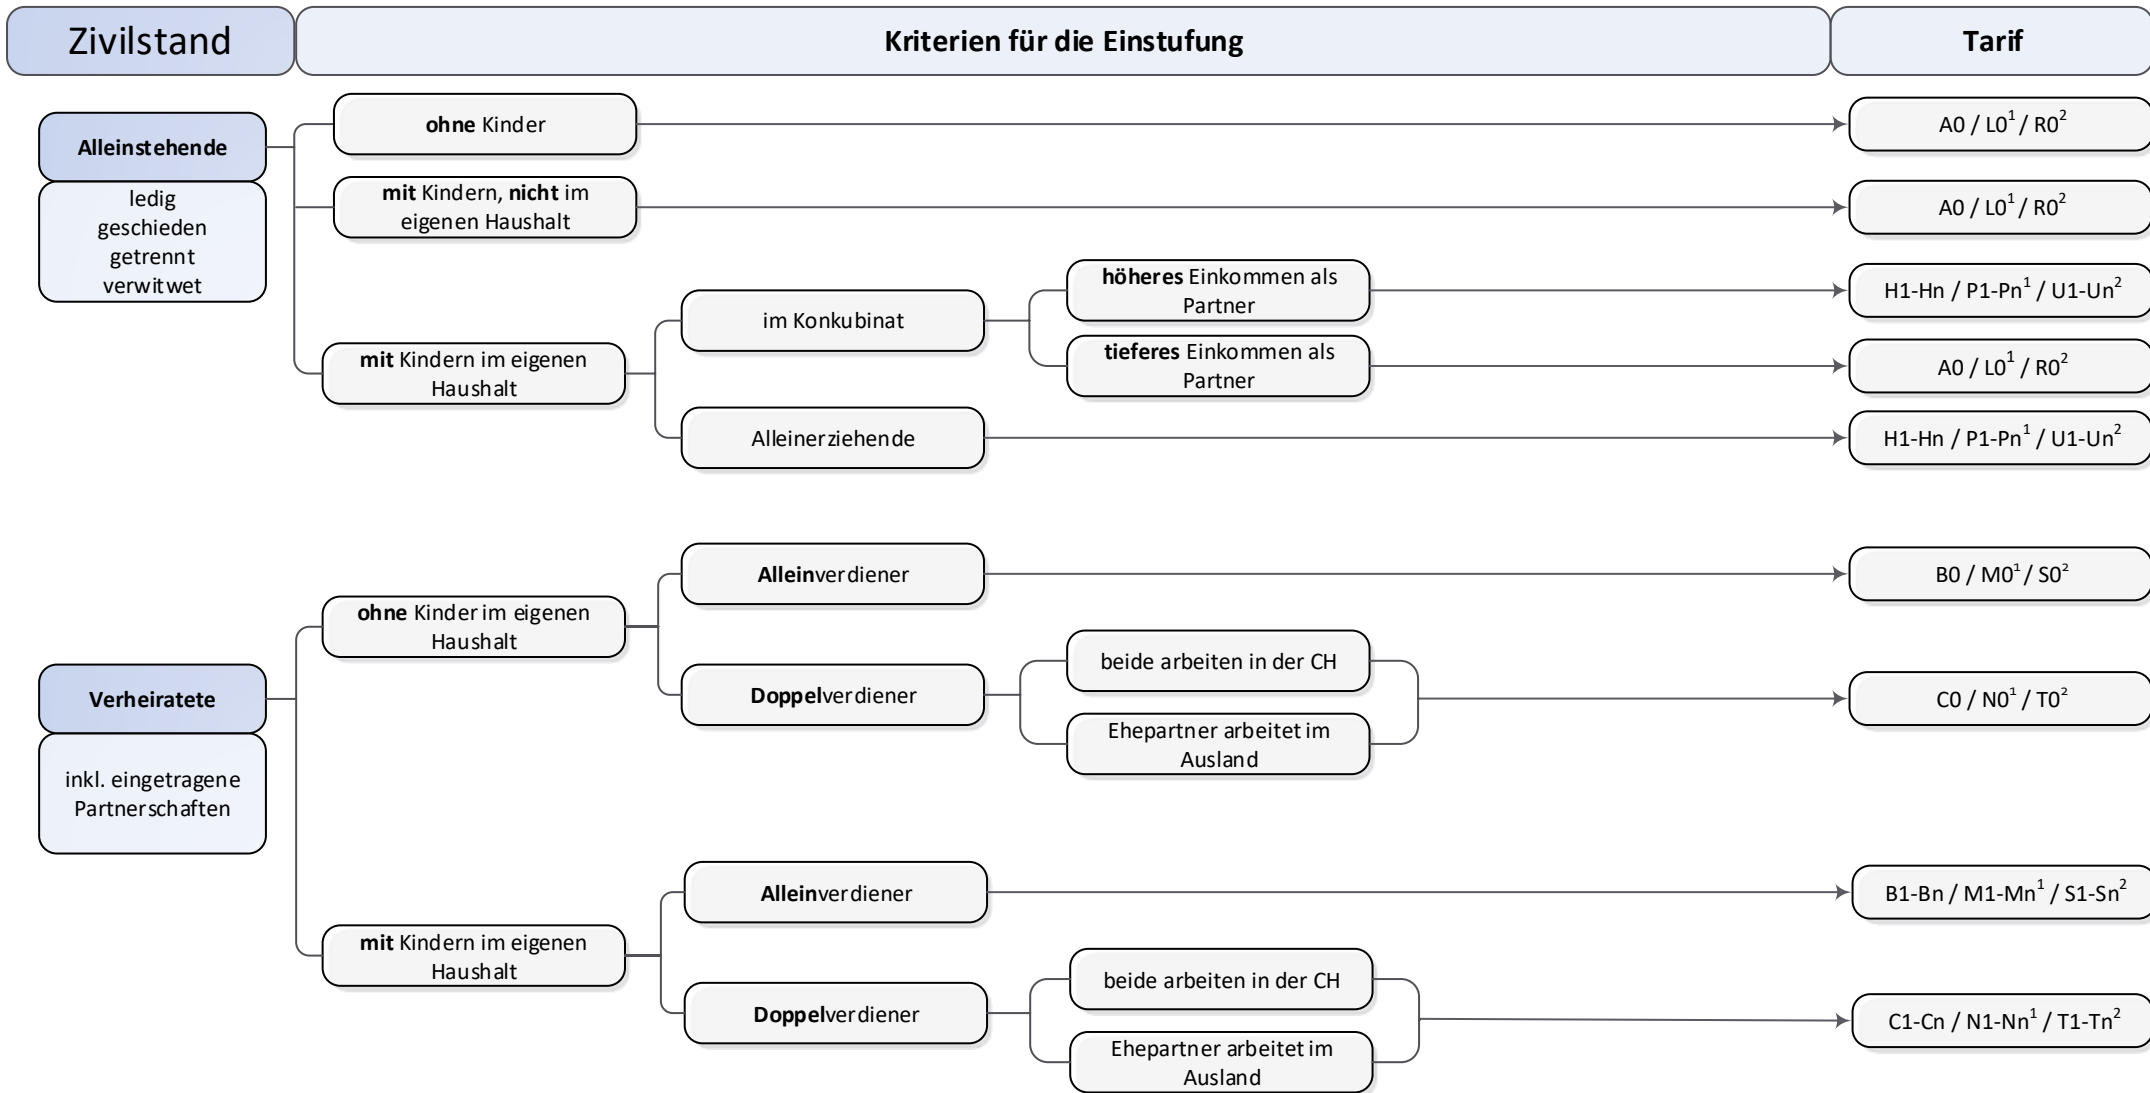 Zivilstand
Kriterien für die Einstufung
Tarif
Alleinstehende
ledig
geschieden
getrennt
verwitwet
ohne Kinder
A0 / L0¹ / R0²
mit Kindern, nicht im
eigenen Haushalt
A0 / L0¹ / R0²
mit Kindern im eigenen
Haushalt
im Konkubinat
höheres Einkommen als
Partner
H1-Hn / P1-Pn¹ / U1-Un²
tieferes Einkommen als
Partner
A0 / L0¹ / R0²
Alleinerziehende
H1-Hn / P1-Pn¹ / U1-Un²
Verheiratete
inkl. eingetragene
Partnerschaften
ohne Kinder im eigenen
Haushalt
Alleinverdiener
B0 / M0¹ / S0²
Doppelverdiener
beide arbeiten in der CH
Ehepartner arbeitet im
Ausland
C0 / N0¹ / T0²
mit Kindern im eigenen
Haushalt
Alleinverdiener
B1-Bn / M1-Mn¹ / S1-Sn²
Doppelverdiener
beide arbeiten in der CH
Ehepartner arbeitet im
Ausland
C1-Cn / N1-Nn¹ / T1-Tn²